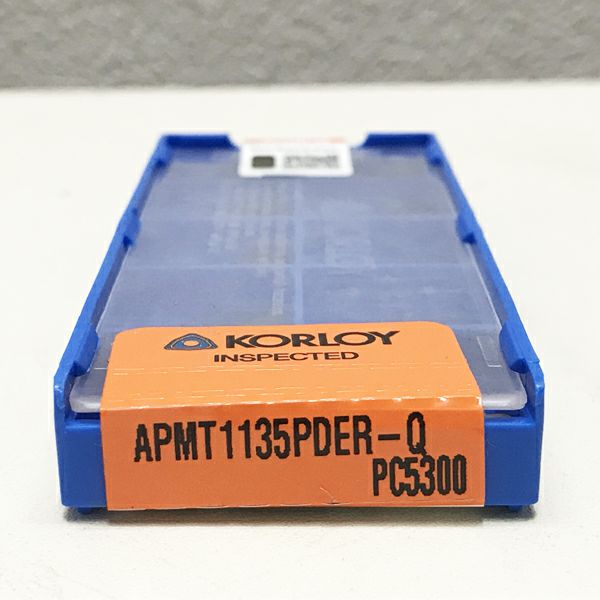 KORLOY
INSPECTED
APMT1135PDER-Q
PC5300